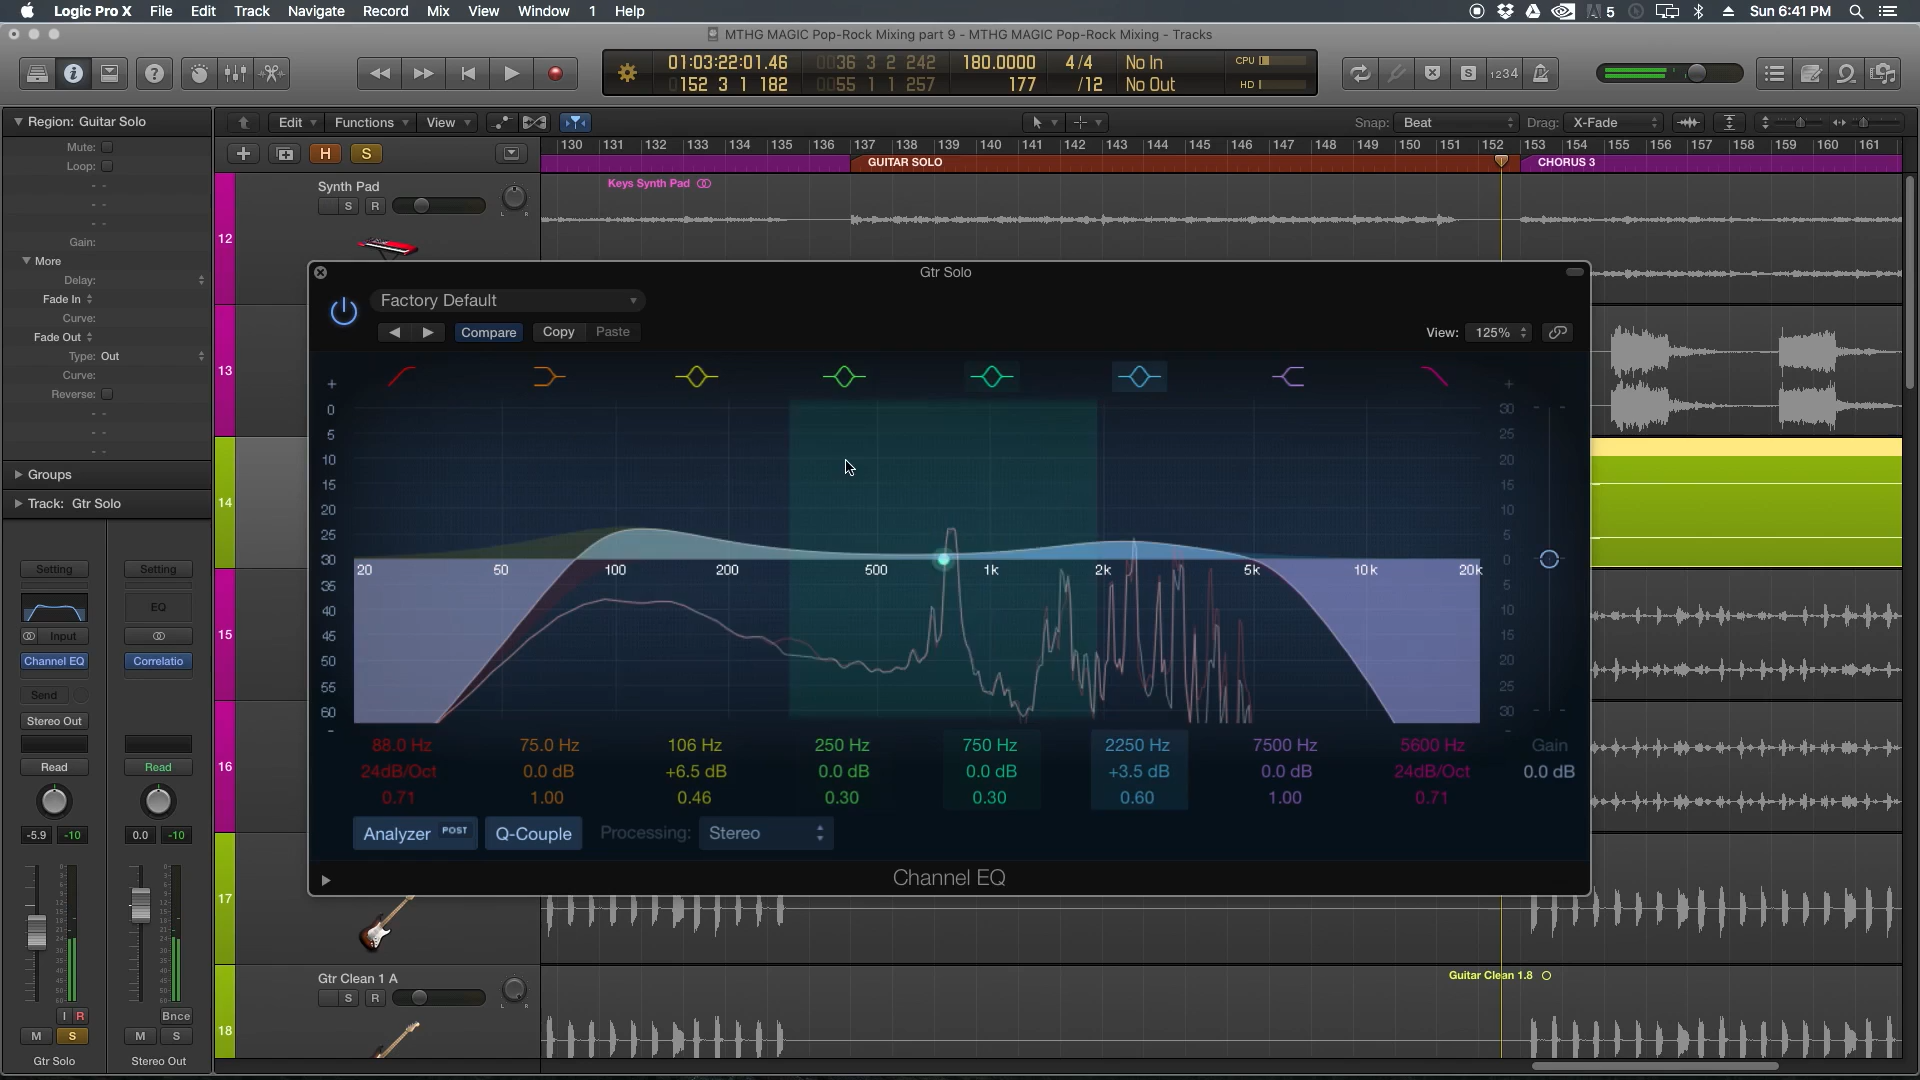 Logic Pro X File Edit Track Navigate Record Mix View Window 1 Help
5 Sun 6:41 PM
MTHG MAGIC Pop-Rock Mixing part 9 - MTHG MAGIC Pop-Rock Mixing - Tracks
01:03:22:01.46 0036 3 2 242 180.0000 4/4 No In CPU
152 3 1 182 0055 1 1 257 177 /12 No Out HD
S 1234
Region: Guitar Solo
Mute:
Loop:
Gain:
More
Delay:
Fade In
Curve:
Fade Out
Type: Out
Curve:
Reverse:
Groups
Track: Gtr Solo
Edit Functions View Snap: Beat Drag: X-Fade
H S
130 131 132 133 134 135 136 137 138 139 140 141 142 143 144 145 146 147 148 149 150 151 152 153 154 155 156 157 158 159 160 161
GUITAR SOLO CHORUS 3
Synth Pad
S R
L R
Keys Synth Pad
12
13
14
15
16
17
18
Gtr Solo
Factory Default
Compare Copy Paste
View: 125%
+ +
0 30
5 25
10 20
15 15
20 10
25 5
30 0
35 5
40 10
45 15
50 20
55 25
60 30
- -
20 50 100 200 500 1k 2k 5k 10k 20k
88.0 Hz 75.0 Hz 106 Hz 250 Hz 750 Hz 2250 Hz 7500 Hz 5600 Hz Gain
24dB/Oct 0.0 dB +6.5 dB 0.0 dB 0.0 dB +3.5 dB 0.0 dB 24dB/Oct 0.0 dB
0.71 1.00 0.46 0.30 0.30 0.60 1.00 0.71
Analyzer POST Q-Couple Processing: Stereo
Channel EQ
Setting Setting
EQ
Input
Channel EQ Correlatio
Send
Stereo Out
Read Read
-5.9 -10 0.0 -10
I R Bnce
M S M S
Gtr Solo Stereo Out
Gtr Clean 1 A
S R
L R
Guitar Clean 1.8